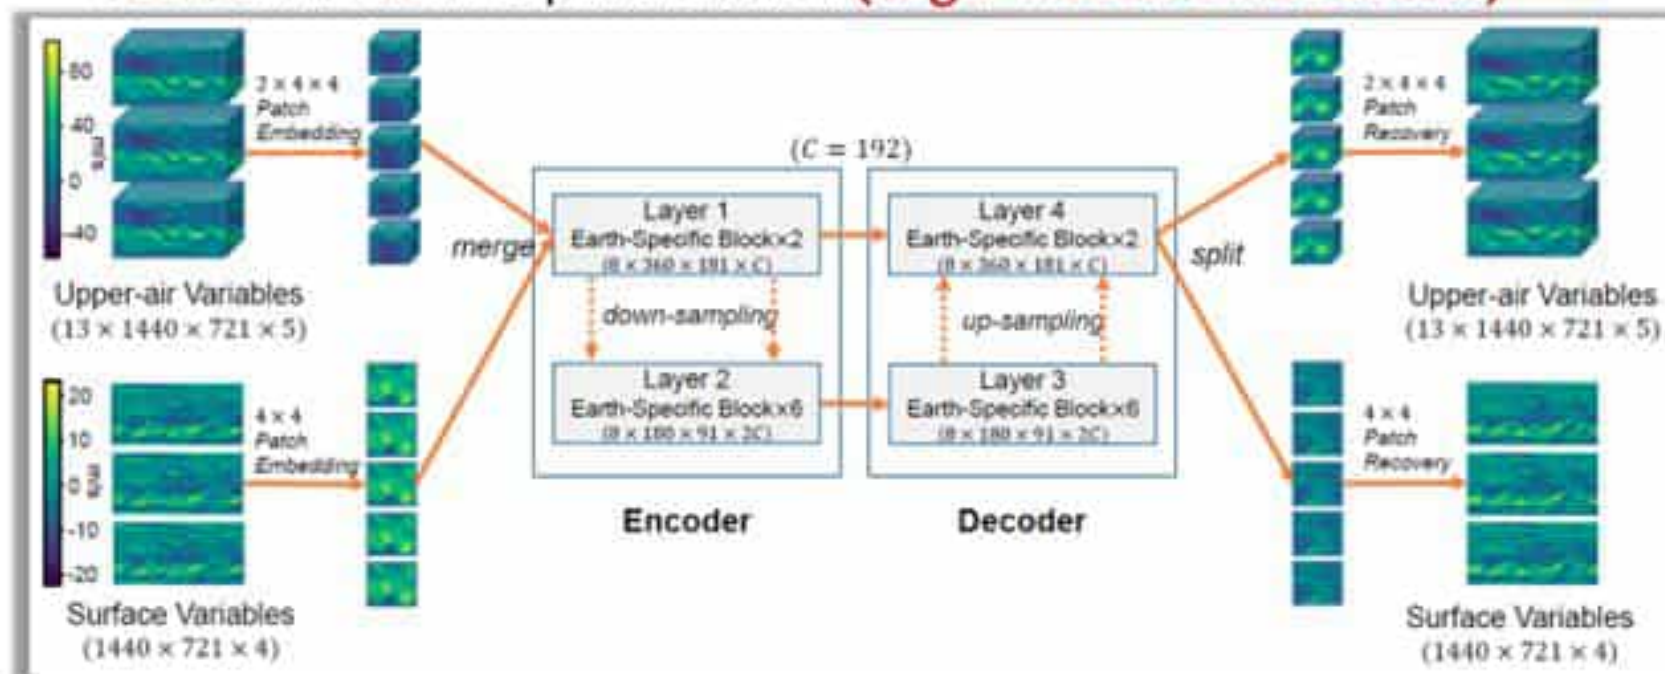 80
40
0
-40
m/s
2 × 4 × 4
Patch
Embedding
Upper-air Variables
(13 × 1440 × 721 × 5)
20
10
0
-10
-20
m/s
4 × 4
Patch
Embedding
Surface Variables
(1440 × 721 × 4)
merge
(C = 192)
Layer 1
Earth-Specific Block×2
(8 × 360 × 181 × C)
down-sampling
Layer 2
Earth-Specific Block×6
(8 × 180 × 91 × 2C)
Encoder
Layer 4
Earth-Specific Block×2
(8 × 360 × 181 × C)
up-sampling
Layer 3
Earth-Specific Block×6
(8 × 180 × 91 × 2C)
Decoder
split
2 × 4 × 4
Patch
Recovery
Upper-air Variables
(13 × 1440 × 721 × 5)
4 × 4
Patch
Recovery
Surface Variables
(1440 × 721 × 4)